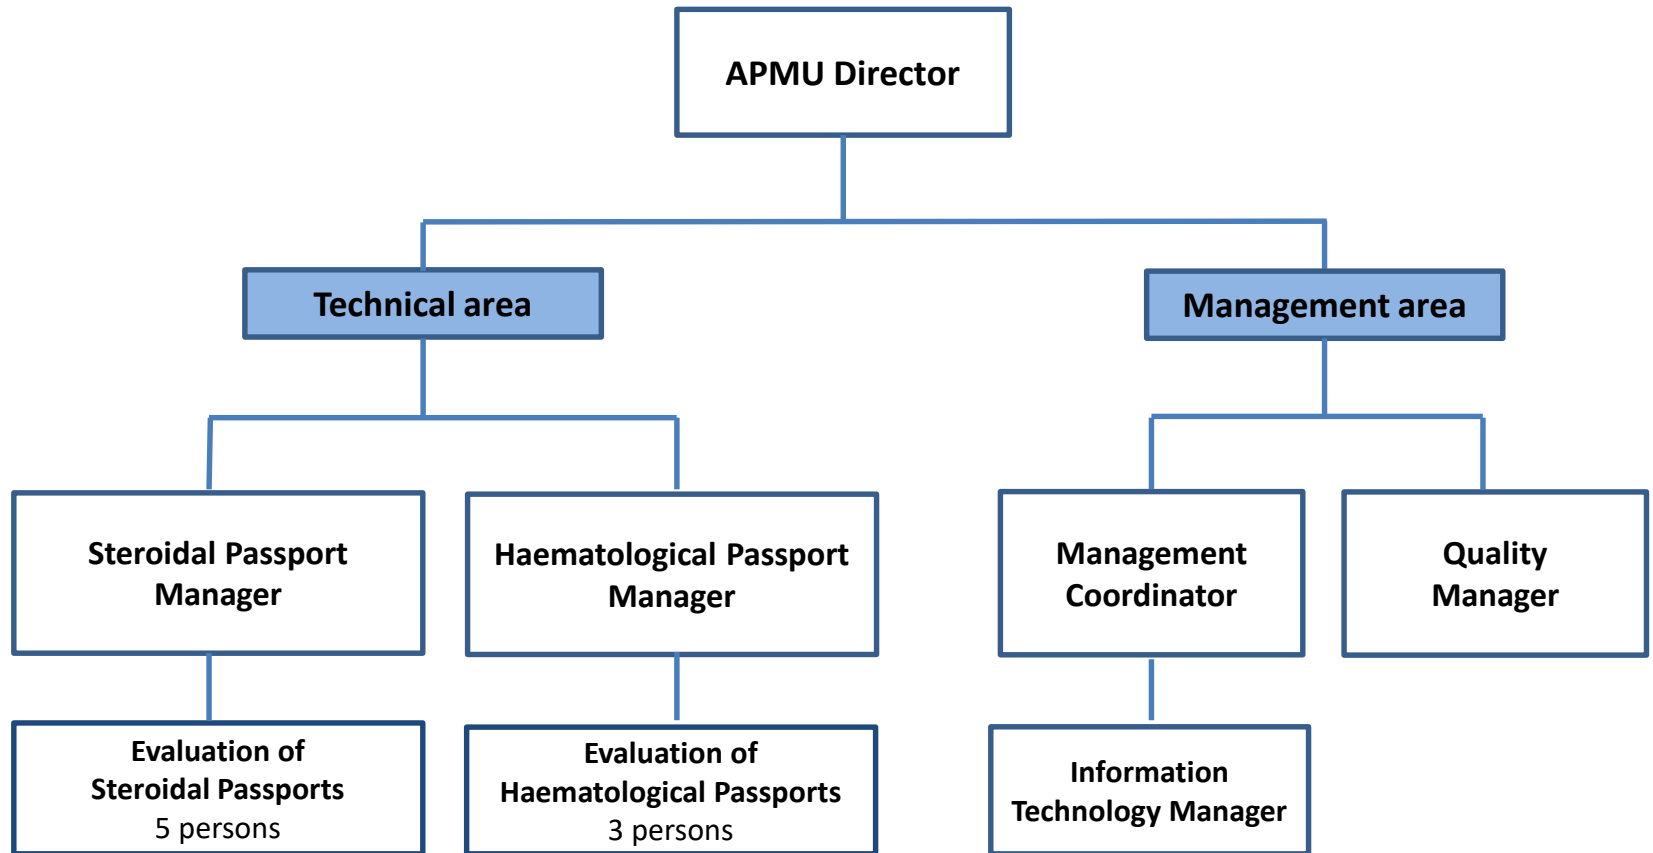 APMU Director
Technical area
Management area
Steroidal Passport
Manager
Haematological Passport
Manager
Management
Coordinator
Quality
Manager
Evaluation of
Steroidal Passports
5 persons
Evaluation of
Haematological Passports
3 persons
Information
Technology Manager